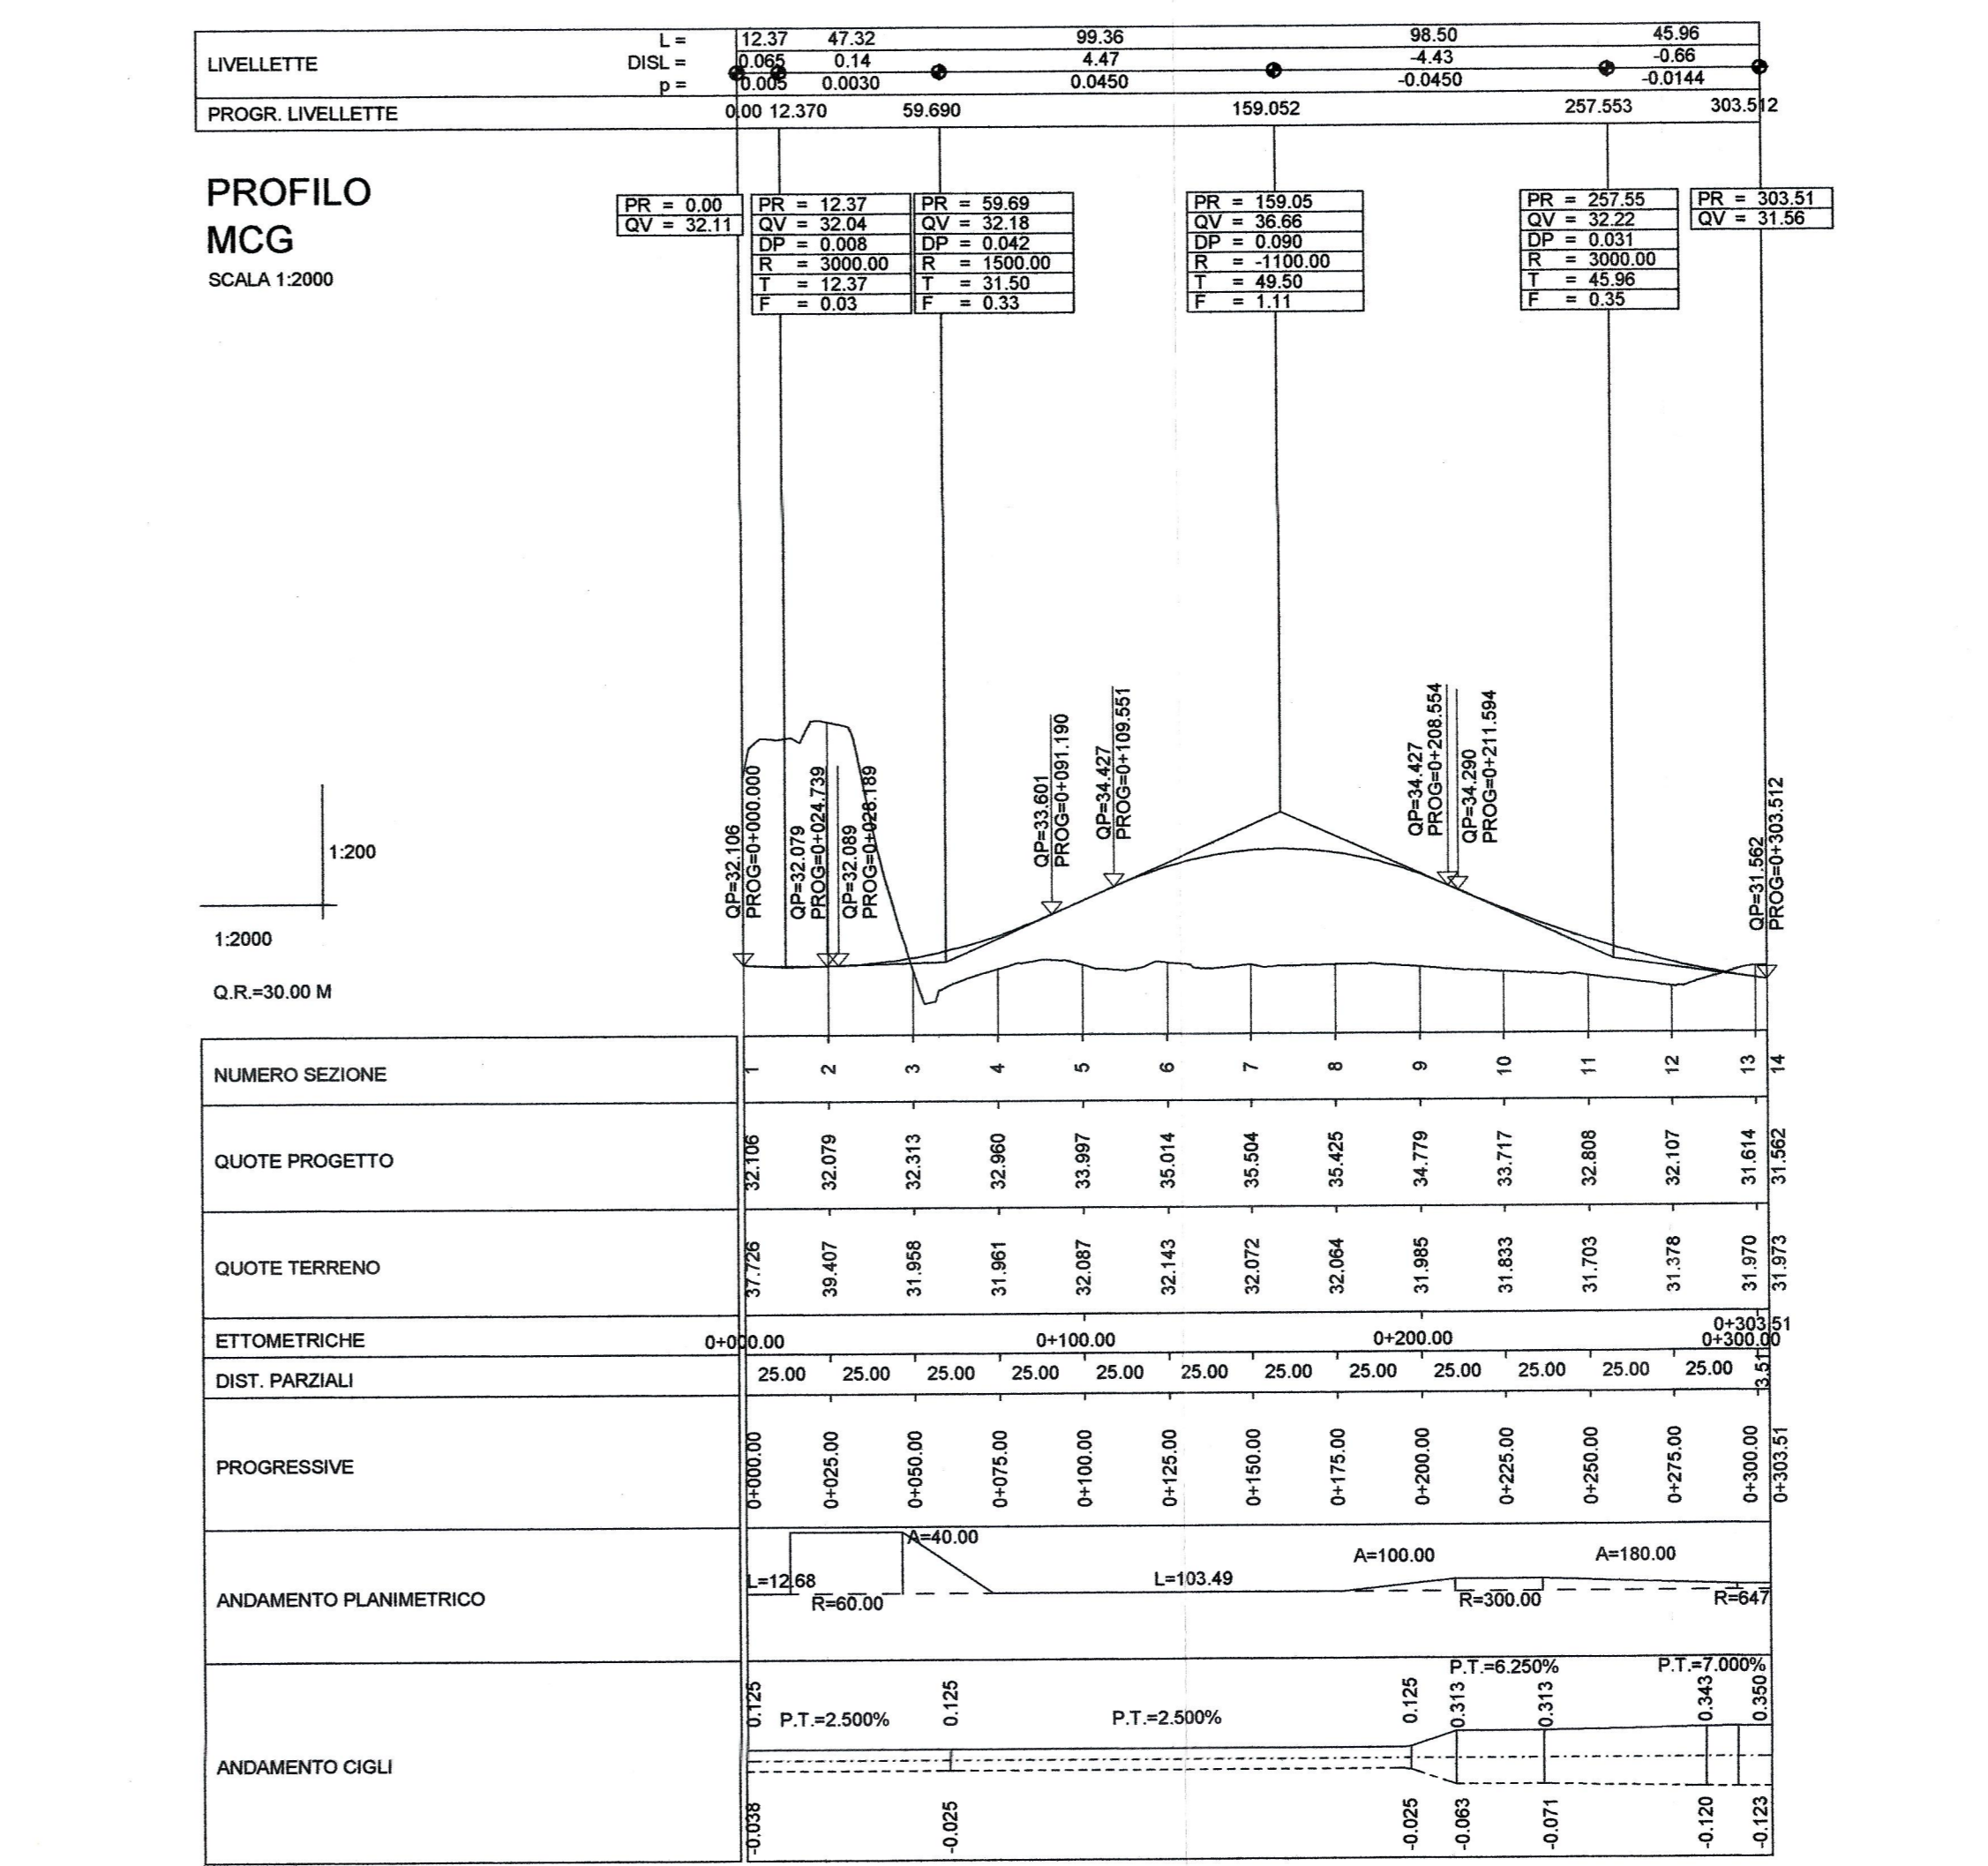 LIVELLETTE
L = 12.37 47.32 99.36 98.50 45.96
DISL = 0.065 0.14 4.47 -4.43 -0.66
p = 0.005 0.0030 0.0450 -0.0450 -0.0144
PROGR. LIVELLETTE 0.00 12.370 59.690 159.052 257.553 303.512
PROFILO
MCG
SCALA 1:2000
PR = 0.00
QV = 32.11
PR = 12.37
QV = 32.04
DP = 0.008
R = 3000.00
T = 12.37
F = 0.03
PR = 59.69
QV = 32.18
DP = 0.042
R = 1500.00
T = 31.50
F = 0.33
PR = 159.05
QV = 36.66
DP = 0.090
R = -1100.00
T = 49.50
F = 1.11
PR = 257.55
QV = 32.22
DP = 0.031
R = 3000.00
T = 45.96
F = 0.35
PR = 303.51
QV = 31.56
QP=32.106
PROG=0+000.000
QP=32.079
PROG=0+024.739
QP=32.089
PROG=0+028.189
QP=33.601
PROG=0+091.190
QP=34.427
PROG=0+109.551
QP=34.427
PROG=0+208.554
QP=34.290
PROG=0+211.594
QP=31.562
PROG=0+303.512
1:200
1:2000
Q.R.=30.00 M
NUMERO SEZIONE 1 2 3 4 5 6 7 8 9 10 11 12 13 14
QUOTE PROGETTO 32.106 32.079 32.313 32.960 33.997 35.014 35.504 35.425 34.779 33.717 32.808 32.107 31.614 31.562
QUOTE TERRENO 37.726 39.407 31.958 31.961 32.087 32.143 32.072 32.064 31.985 31.833 31.703 31.378 31.970 31.973
0+303.51
ETTOMETRICHE 0+000.00 0+100.00 0+200.00 0+300.00
DIST. PARZIALI 25.00 25.00 25.00 25.00 25.00 25.00 25.00 25.00 25.00 25.00 25.00 25.00 3.51
PROGRESSIVE 0+000.00 0+025.00 0+050.00 0+075.00 0+100.00 0+125.00 0+150.00 0+175.00 0+200.00 0+225.00 0+250.00 0+275.00 0+300.00 0+303.51
ANDAMENTO PLANIMETRICO
A=40.00 A=100.00 A=180.00
L=12.68 L=103.49
R=60.00 R=300.00 R=647
ANDAMENTO CIGLI
P.T.=6.250% P.T.=7.000%
0.125 0.125 0.125 0.313 0.313 0.343 0.350
P.T.=2.500% P.T.=2.500%
-0.038 -0.025 -0.025 -0.063 -0.071 -0.120 -0.123